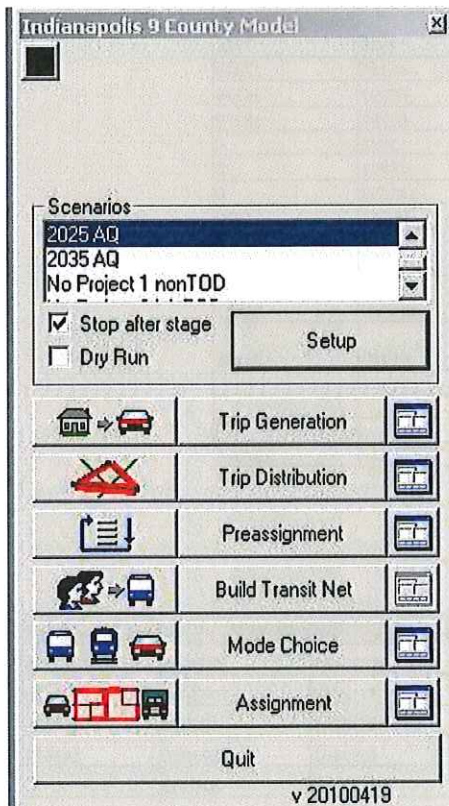 Indianapolis 9 County Model
Scenarios
2025 AQ
2035 AQ
No Project 1 nonTOD
Stop after stage
Dry Run
Setup
Trip Generation
Trip Distribution
Preassignment
Build Transit Net
Mode Choice
Assignment
Quit
v 20100419